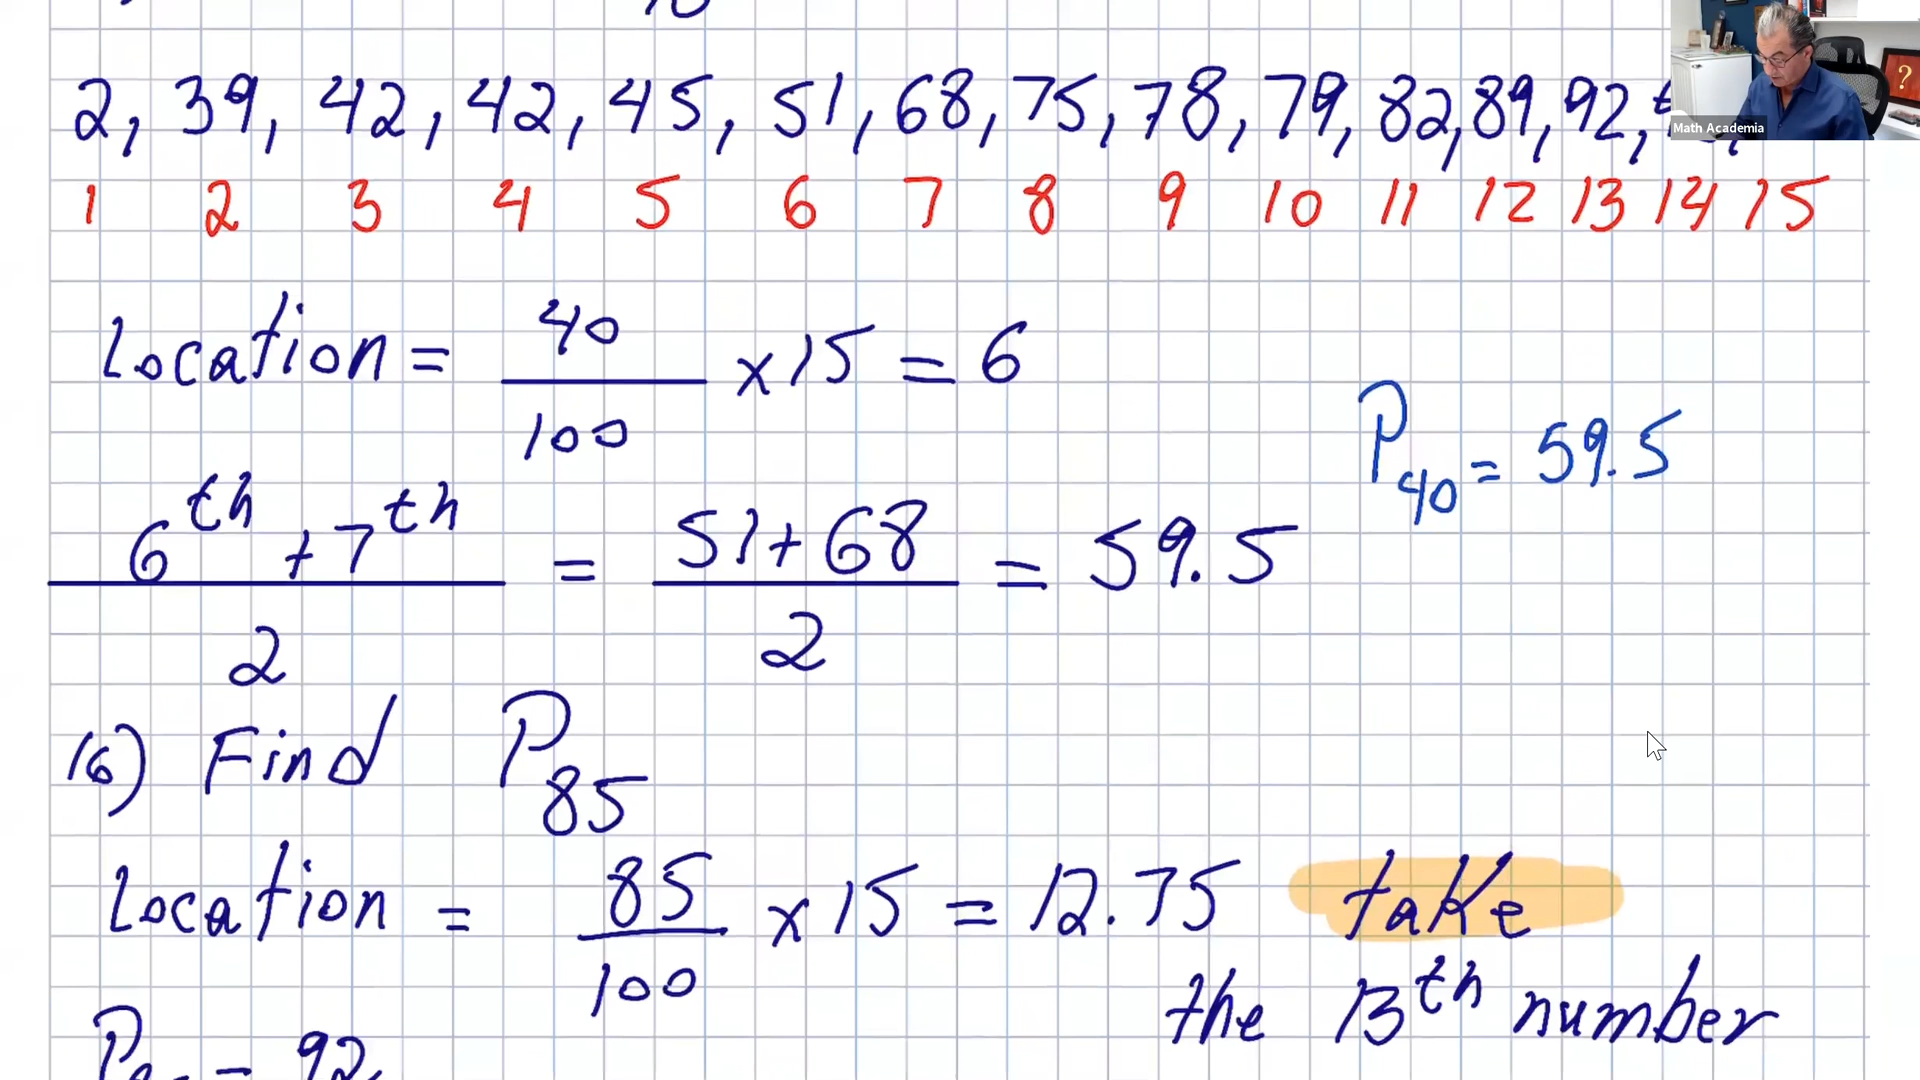 2, 39, 42, 42, 45, 51, 68, 75, 78, 79, 82, 89, 92,
Math Academia
?
1 2 3 4 5 6 7 8 9 10 11 12 13 14 15
Location = 40/100 x 15 = 6
P40 = 59.5
6th + 7th / 2 = 51 + 68 / 2 = 59.5
16) Find P85
Location = 85/100 x 15 = 12.75 take
the 13th number
= 92